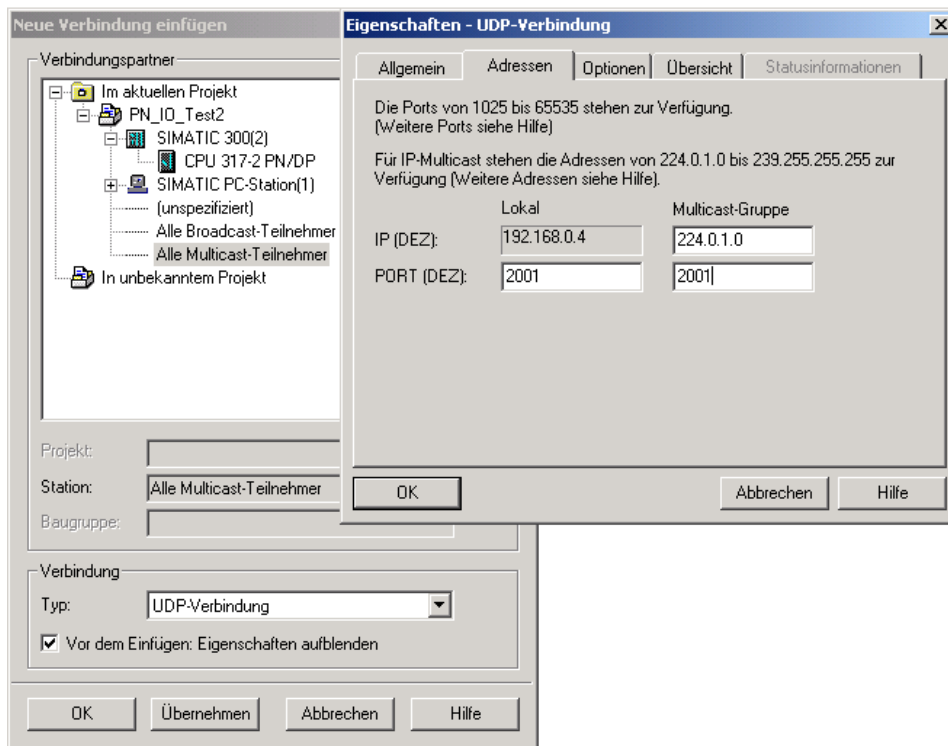 Neue Verbindung einfügen
Verbindungspartner
Im aktuellen Projekt
PN_IO_Test2
SIMATIC 300(2)
CPU 317-2 PN/DP
SIMATIC PC-Station(1)
(unspezifiziert)
Alle Broadcast-Teilnehmer
Alle Multicast-Teilnehmer
In unbekanntem Projekt
Projekt:
Station: Alle Multicast-Teilnehmer
Baugruppe:
Verbindung
Typ: UDP-Verbindung
Vor dem Einfügen: Eigenschaften aufblenden
OK Übernehmen Abbrechen Hilfe
Eigenschaften - UDP-Verbindung
Allgemein Adressen Optionen Übersicht Statusinformationen
Die Ports von 1025 bis 65535 stehen zur Verfügung.
(Weitere Ports siehe Hilfe)
Für IP-Multicast stehen die Adressen von 224.0.1.0 bis 239.255.255.255 zur
Verfügung (Weitere Adressen siehe Hilfe).
Lokal Multicast-Gruppe
IP (DEZ): 192.168.0.4 224.0.1.0
PORT (DEZ): 2001 2001
OK Abbrechen Hilfe